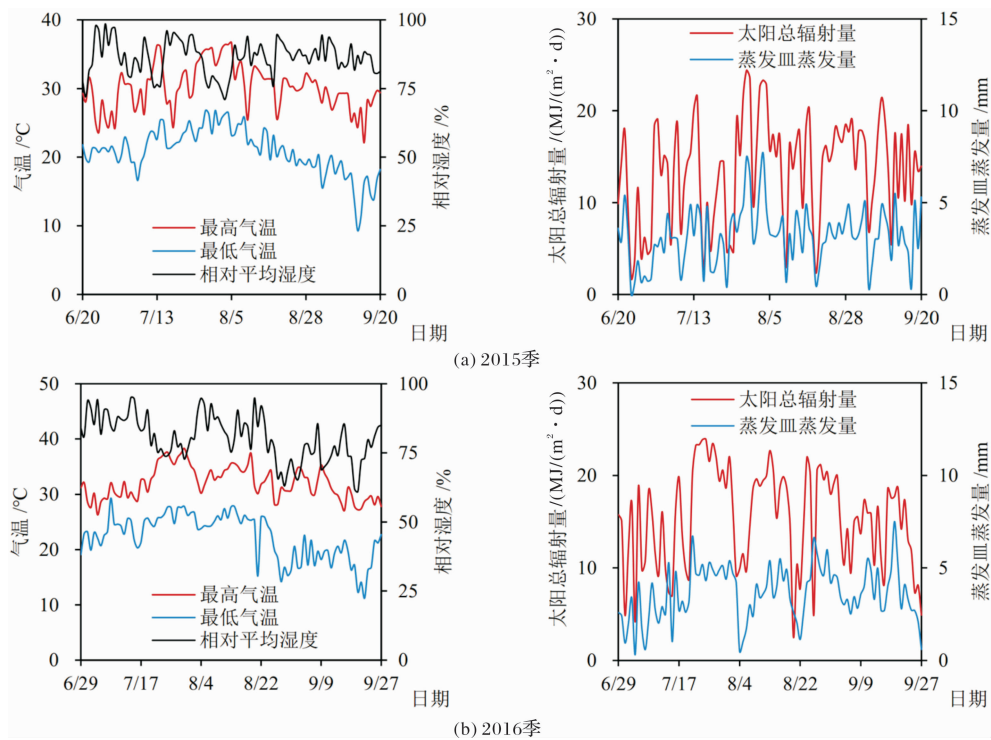 40
30
20
10
0
气温 /℃
100
75
50
25
0
相对湿度 /%
最高气温
最低气温
相对平均湿度
6/20 7/13 8/5 8/28 9/20
日期
30
20
10
0
太阳总辐射量 /(MJ/(m²·d))
15
10
5
0
蒸发皿蒸发量 /mm
太阳总辐射量
蒸发皿蒸发量
6/20 7/13 8/5 8/28 9/20
日期
(a) 2015季
50
40
30
20
10
0
气温 /℃
100
75
50
25
0
相对湿度 /%
最高气温
最低气温
相对平均湿度
6/29 7/17 8/4 8/22 9/9 9/27
日期
30
20
10
0
太阳总辐射量 /(MJ/(m²·d))
15
10
5
0
蒸发皿蒸发量 /mm
太阳总辐射量
蒸发皿蒸发量
6/29 7/17 8/4 8/22 9/9 9/27
日期
(b) 2016季